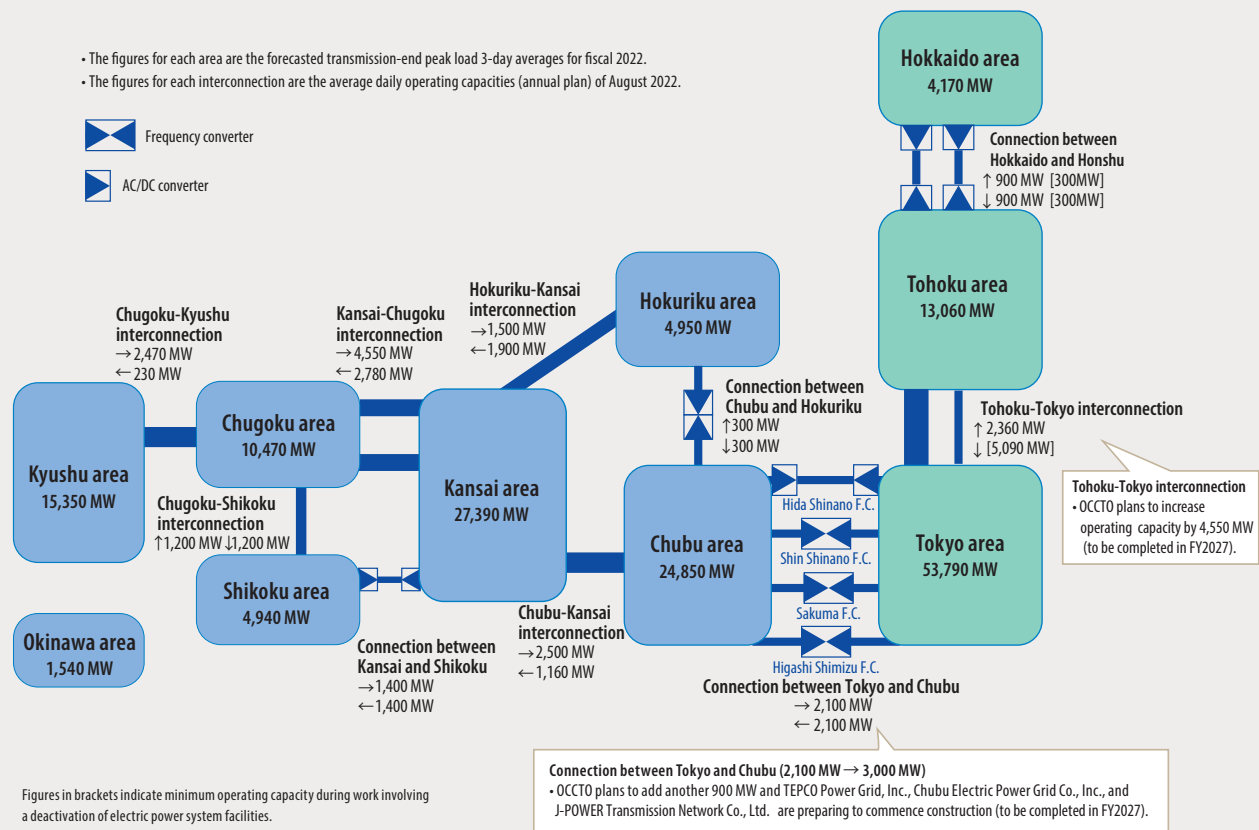 • The figures for each area are the forecasted transmission-end peak load 3-day averages for fiscal 2022.
• The figures for each interconnection are the average daily operating capacities (annual plan) of August 2022.
Frequency converter
AC/DC converter
Hokkaido area
4,170 MW
Connection between
Hokkaido and Honshu
↑ 900 MW [300MW]
↓ 900 MW [300MW]
Tohoku area
13,060 MW
Hokuriku area
4,950 MW
Hokuriku-Kansai
interconnection
→1,500 MW
←1,900 MW
Kansai-Chugoku
interconnection
→4,550 MW
←2,780 MW
Chugoku-Kyushu
interconnection
→2,470 MW
← 230 MW
Kyushu area
15,350 MW
Chugoku area
10,470 MW
Kansai area
27,390 MW
Connection between
Chubu and Hokuriku
↑300 MW
↓300 MW
Tohoku-Tokyo interconnection
↑ 2,360 MW
↓ [5,090 MW]
Tohoku-Tokyo interconnection
• OCCTO plans to increase
operating capacity by 4,550 MW
(to be completed in FY2027).
Chugoku-Shikoku
interconnection
↑1,200 MW ↓1,200 MW
Shikoku area
4,940 MW
Okinawa area
1,540 MW
Connection between
Kansai and Shikoku
→1,400 MW
←1,400 MW
Chubu-Kansai
interconnection
→2,500 MW
←1,160 MW
Chubu area
24,850 MW
Hida Shinano F.C.
Shin Shinano F.C.
Sakuma F.C.
Higashi Shimizu F.C.
Tokyo area
53,790 MW
Connection between Tokyo and Chubu
→ 2,100 MW
← 2,100 MW
Connection between Tokyo and Chubu (2,100 MW → 3,000 MW)
• OCCTO plans to add another 900 MW and TEPCO Power Grid, Inc., Chubu Electric Power Grid Co., Inc., and
J-POWER Transmission Network Co., Ltd. are preparing to commence construction (to be completed in FY2027).
Figures in brackets indicate minimum operating capacity during work involving
a deactivation of electric power system facilities.